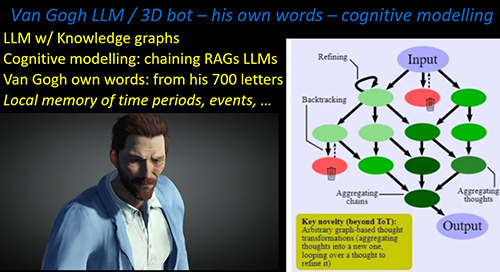 Van Gogh LLM / 3D bot – his own words – cognitive modelling
LLM w/ Knowledge graphs
Cognitive modelling: chaining RAGs LLMs
Van Gogh own words: from his 700 letters
Local memory of time periods, events, ...
Refining
Input
Backtracking
Aggregating
chains
Aggregating
thoughts
Output
Key novelty (beyond ToT):
Arbitrary graph-based thought
transformations (aggregating
thoughts into a new one,
looping over a thought to
refine it)